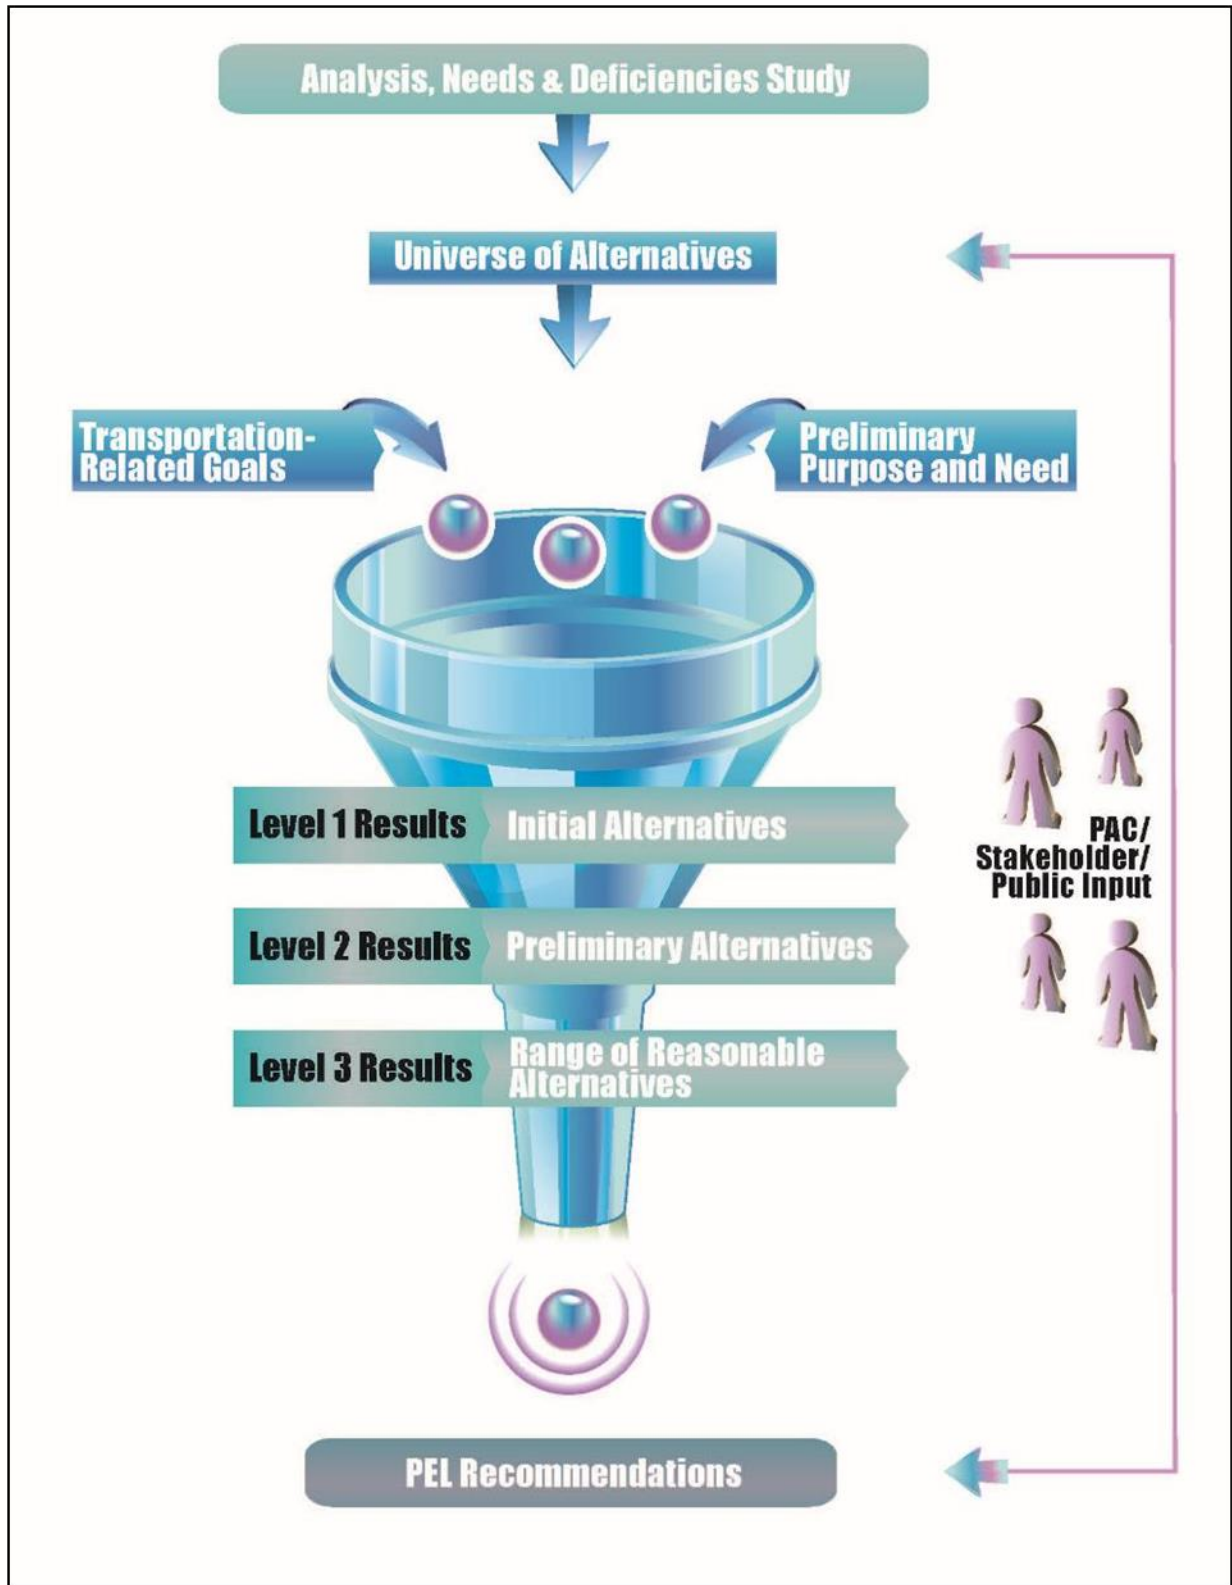 Analysis, Needs & Deficiencies Study
Universe of Alternatives
Transportation-
Related Goals
Preliminary
Purpose and Need
Level 1 Results Initial Alternatives
Level 2 Results Preliminary Alternatives
Level 3 Results Range of Reasonable
Alternatives
PAC/
Stakeholder/
Public Input
PEL Recommendations